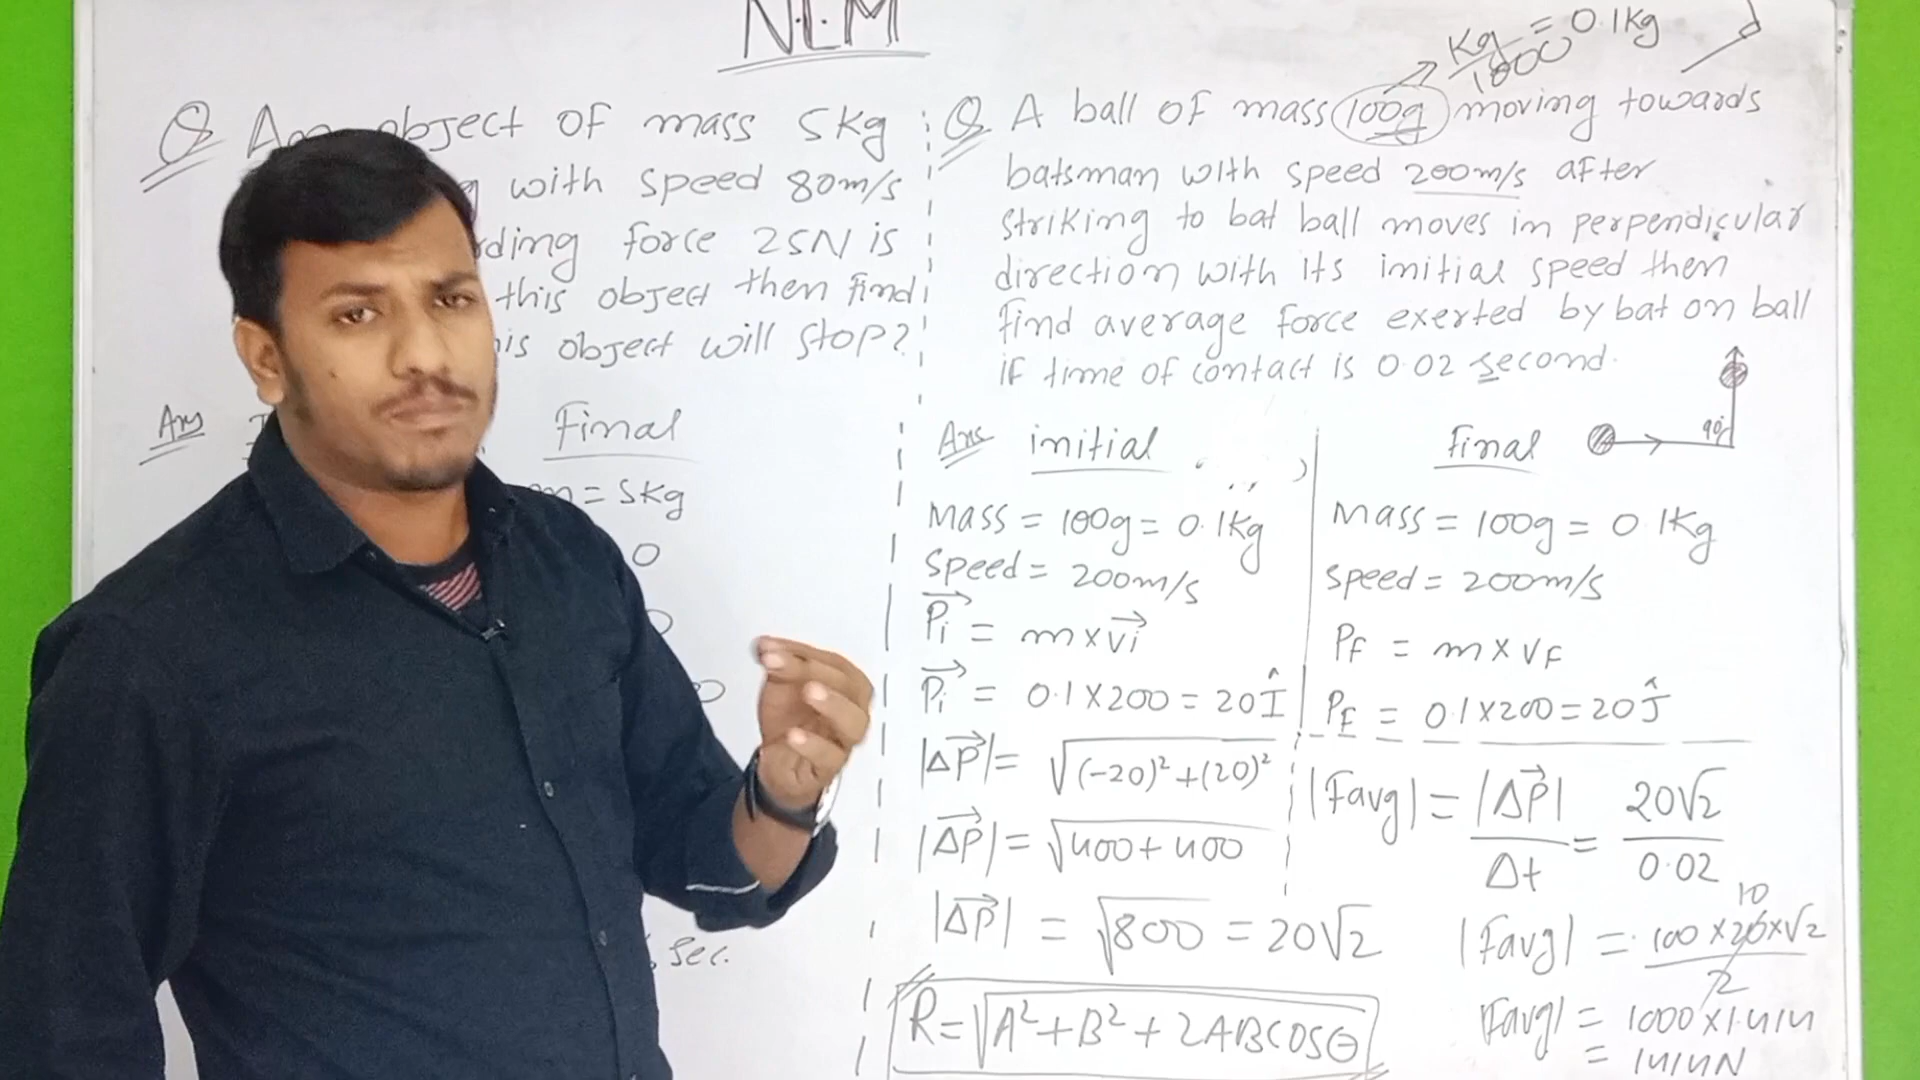 NLM
Kg/1000 = 0.1Kg
Q object of mass 5kg
with speed 80m/s
force 25N is
this object then find
object will stop?
Ans
Final
m = 5kg
0
sec.
Q A ball of mass 100g moving towards
batsman with speed 200m/s after
striking to bat ball moves in perpendicular
direction with its initial speed then
find average force exerted by bat on ball
if time of contact is 0.02 second.
90°
Ans initial
Mass = 100g = 0.1Kg
Speed = 200m/s
P⃗i = m×v⃗i
P⃗i = 0.1×200 = 20Î
|ΔP⃗| = √(-20)²+(20)²
|ΔP⃗| = √400+400
|ΔP⃗| = √800 = 20√2
R = √A²+B²+2ABCOSθ
Final
Mass = 100g = 0.1Kg
Speed = 200m/s
PF = m×VF
PF = 0.1×200 = 20Ĵ
|Favg| = |ΔP⃗|/Δt = 20√2/0.02
10
|Favg| = 100×20×√2/2
|Favg| = 1000×1.414
= 1414N